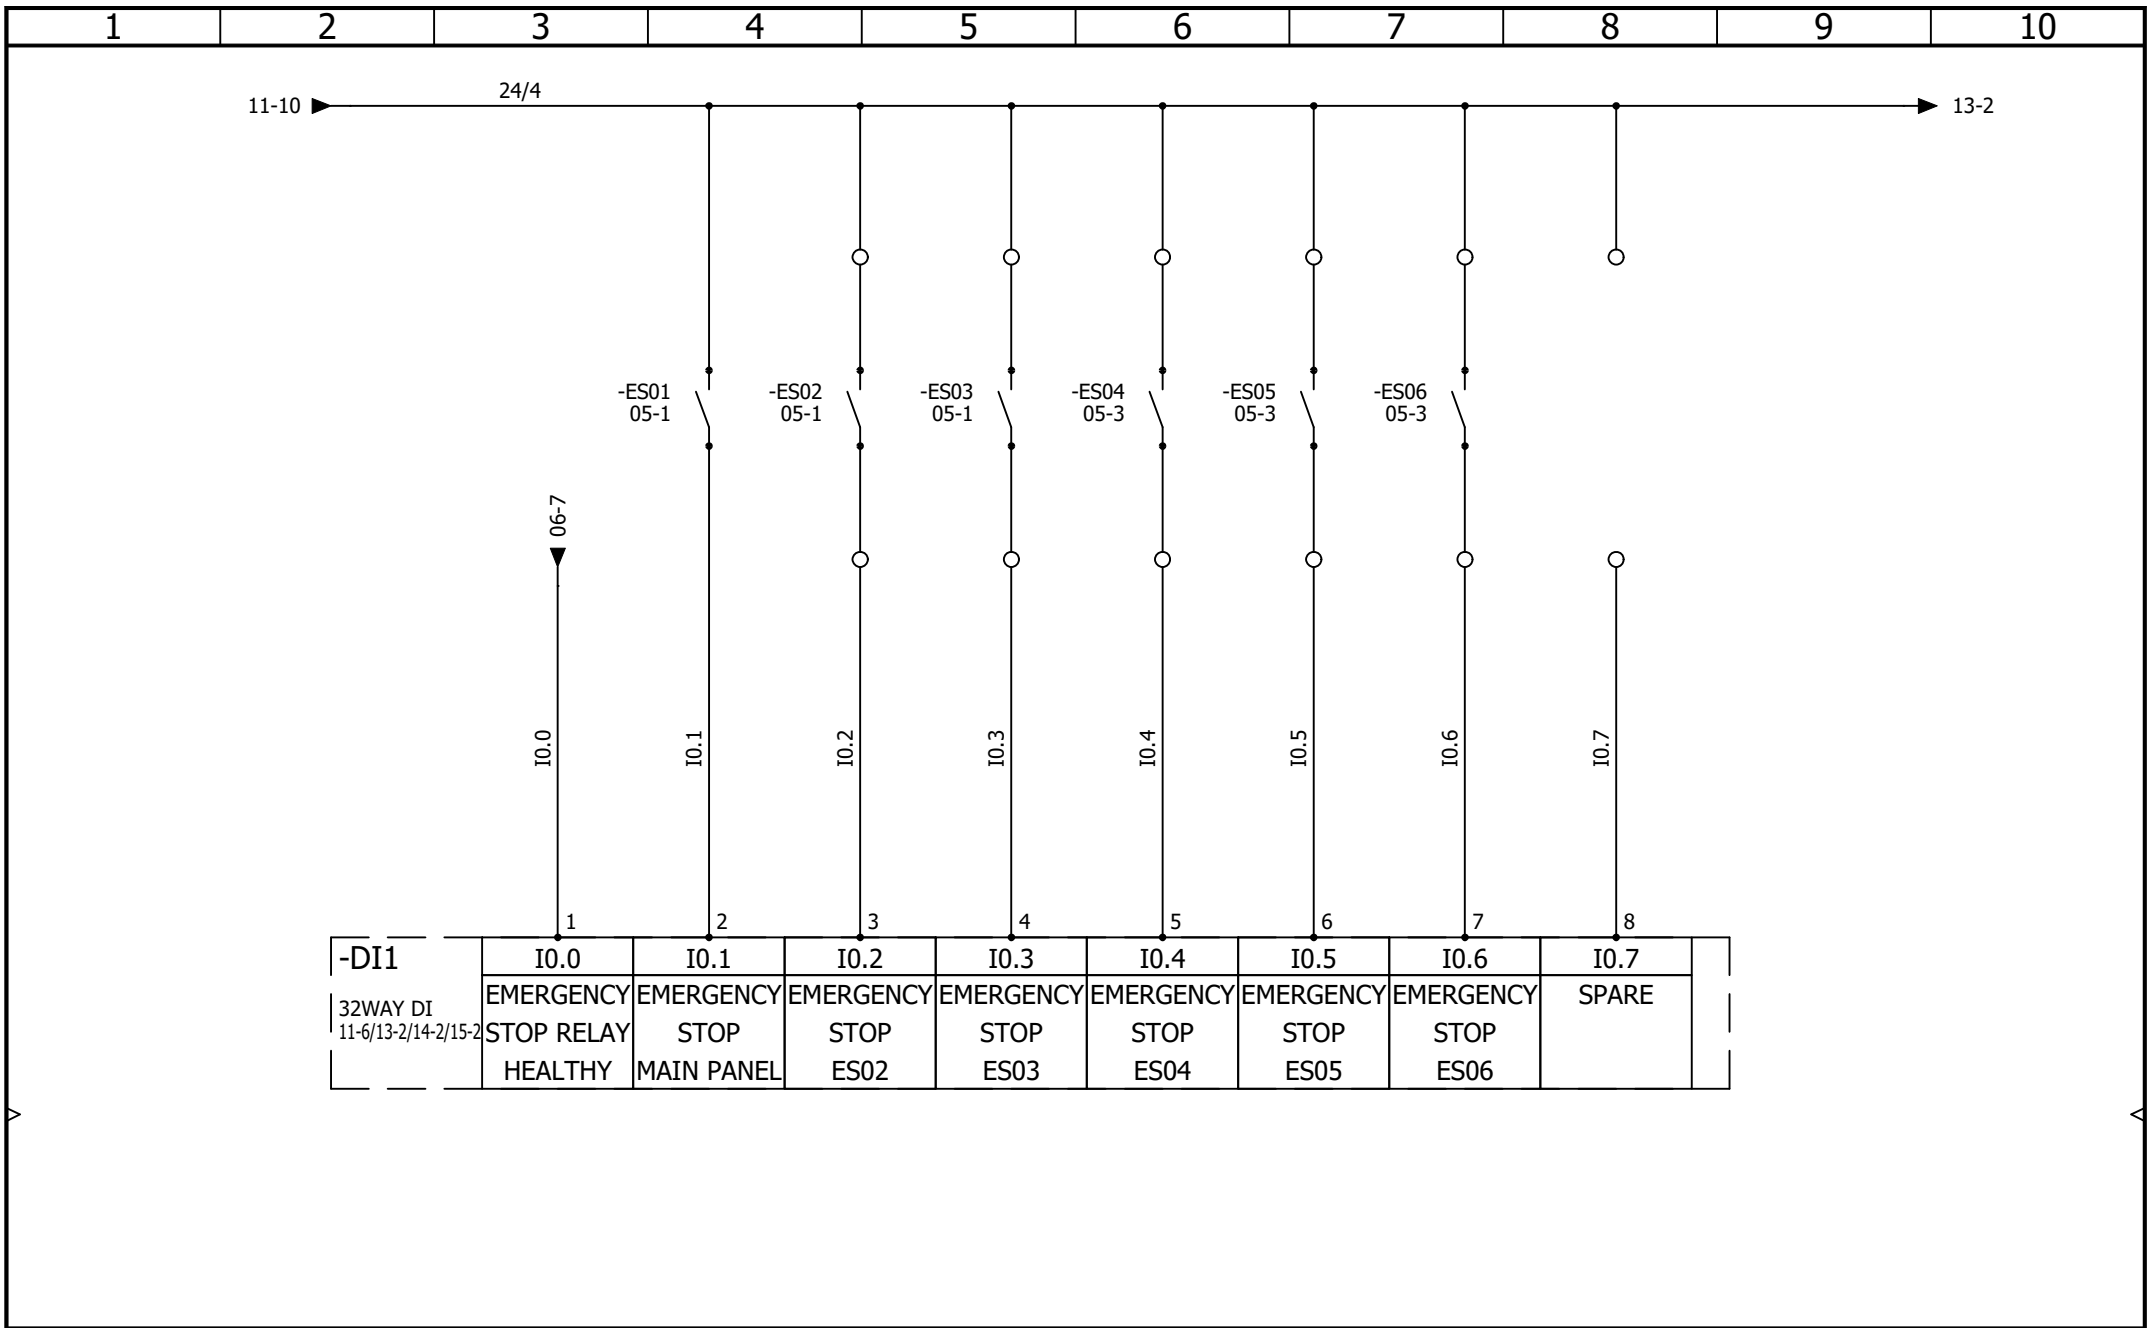 1 2 3 4 5 6 7 8 9 10
24/4
11-10 13-2
-ES01 -ES02 -ES03 -ES04 -ES05 -ES06
05-1 05-1 05-1 05-3 05-3 05-3
06-7
I0.0 I0.1 I0.2 I0.3 I0.4 I0.5 I0.6 I0.7
1 2 3 4 5 6 7 8
-DI1 I0.0 I0.1 I0.2 I0.3 I0.4 I0.5 I0.6 I0.7
EMERGENCY EMERGENCY EMERGENCY EMERGENCY EMERGENCY EMERGENCY EMERGENCY SPARE
32WAY DI
11-6/13-2/14-2/15-2 STOP RELAY STOP STOP STOP STOP STOP STOP
HEALTHY MAIN PANEL ES02 ES03 ES04 ES05 ES06